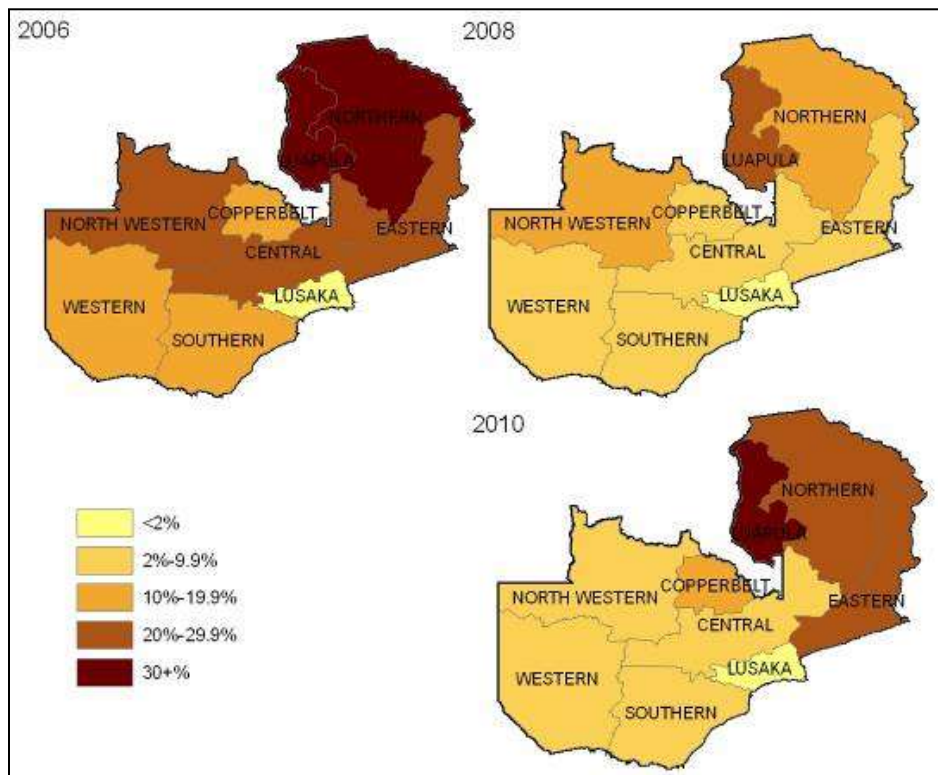 2006
NORTHERN
LUAPULA
NORTH WESTERN
COPPERBELT
EASTERN
CENTRAL
LUSAKA
WESTERN
SOUTHERN
2008
NORTHERN
LUAPULA
COPPERBELT
NORTH WESTERN
EASTERN
CENTRAL
LUSAKA
WESTERN
SOUTHERN
2010
NORTHERN
LUAPULA
COPPERBELT
NORTH WESTERN
EASTERN
CENTRAL
LUSAKA
WESTERN
SOUTHERN
<2%
2%-9.9%
10%-19.9%
20%-29.9%
30+%